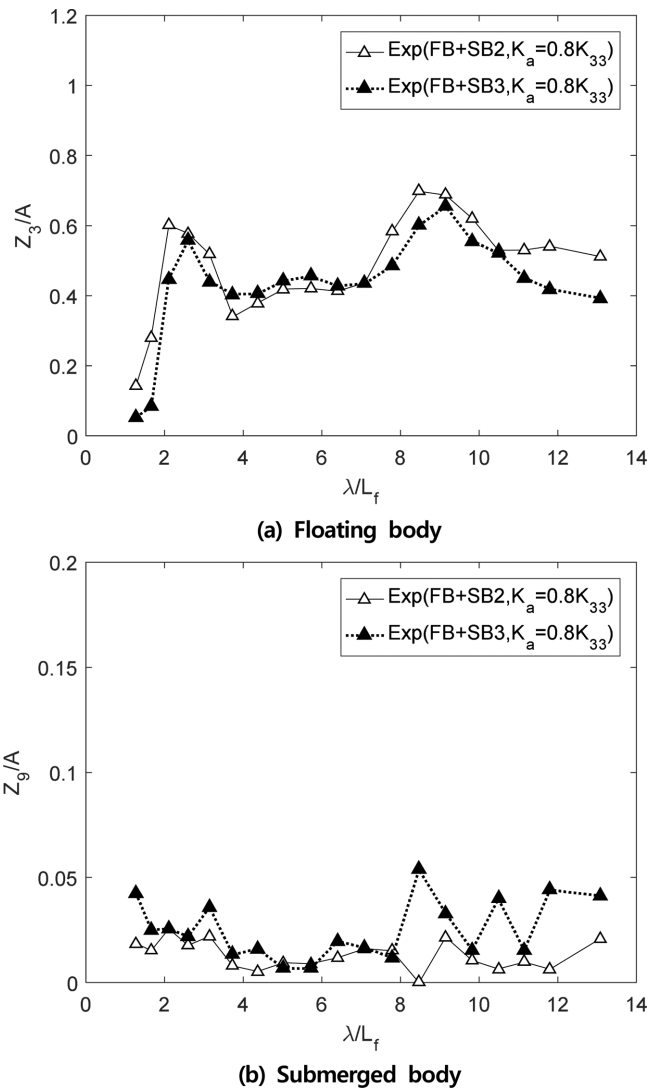 1.2
1
0.8
0.6
0.4
0.2
0
Z3/A
Exp(FB+SB2,Ka=0.8K33)
Exp(FB+SB3,Ka=0.8K33)
0 2 4 6 8 10 12 14
λ/Lf
(a) Floating body
0.2
0.15
0.1
0.05
0
Z9/A
Exp(FB+SB2,Ka=0.8K33)
Exp(FB+SB3,Ka=0.8K33)
0 2 4 6 8 10 12 14
λ/Lf
(b) Submerged body